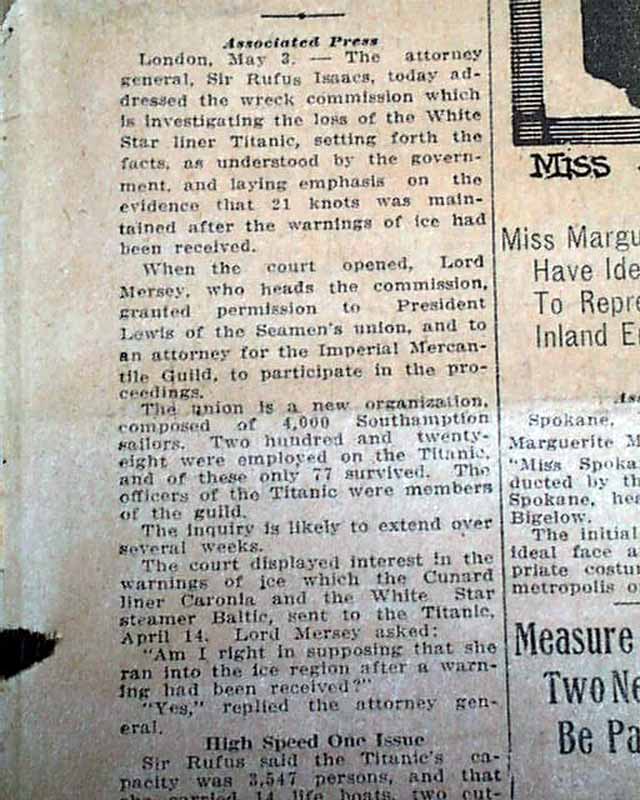 Associated Press
London, May 3. — The attorney
general, Sir Rufus Isaacs, today ad-
dressed the wreck commission which
is investigating the loss of the White
Star liner Titanic, setting forth the
facts, as understood by the govern-
ment, and laying emphasis on the
evidence that 21 knots was main-
tained after the warnings of ice had
been received.
When the court opened, Lord
Mersey, who heads the commission,
granted permission to President
Lewis of the Seamen's union, and to
an attorney for the Imperial Mercan-
tile Guild, to participate in the pro-
ceedings.
The union is a new organization,
composed of 4,000 Southampton
sailors. Two hundred and twenty-
eight were employed on the Titanic,
and of these only 77 survived. The
officers of the Titanic were members
of the guild.
The inquiry is likely to extend over
several weeks.
The court displayed interest in the
warnings of ice which the Cunard
liner Caronia and the White Star
steamer Baltic, sent to the Titanic,
April 14. Lord Mersey asked:
"Am I right in supposing that she
ran into the ice region after a warn-
ing had been received?"
"Yes," replied the attorney gen-
eral.
High Speed One Issue
Sir Rufus said the Titanic's ca-
pacity was 3,547 persons, and that
she carried 14 life boats, two cut-
Miss
Miss Margu
Have Ide
To Repre
Inland E
Ass
Spokane,
Marguerite M
"Miss Spoka
ducted by th
Spokane, hea
Bigelow.
The initial
ideal face a
priate costu
metropolis o
Measure
Two Ne
Be Pa